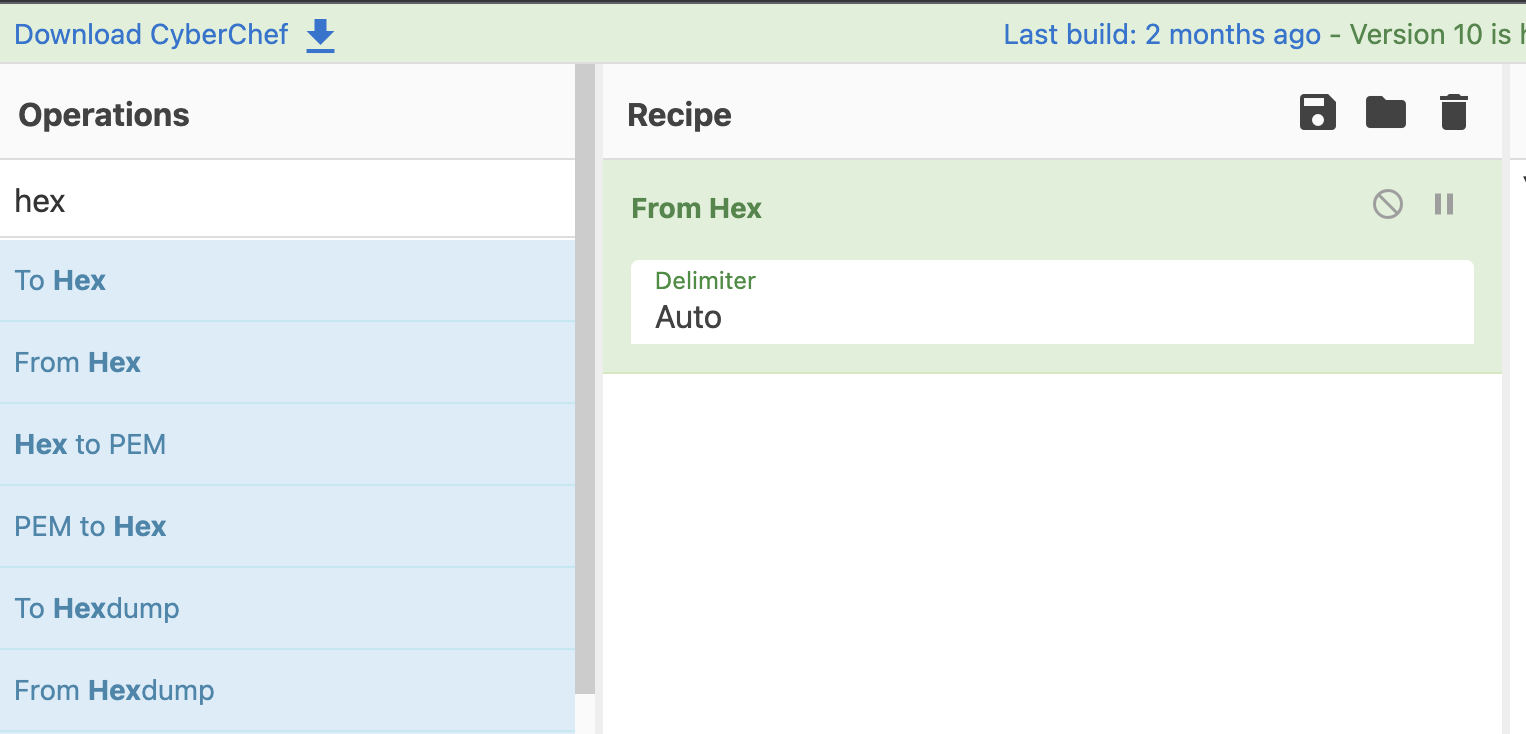 Download CyberChef
Last build: 2 months ago - Version 10 is
Operations
hex
To Hex
From Hex
Hex to PEM
PEM to Hex
To Hexdump
From Hexdump
Recipe
From Hex
Delimiter
Auto